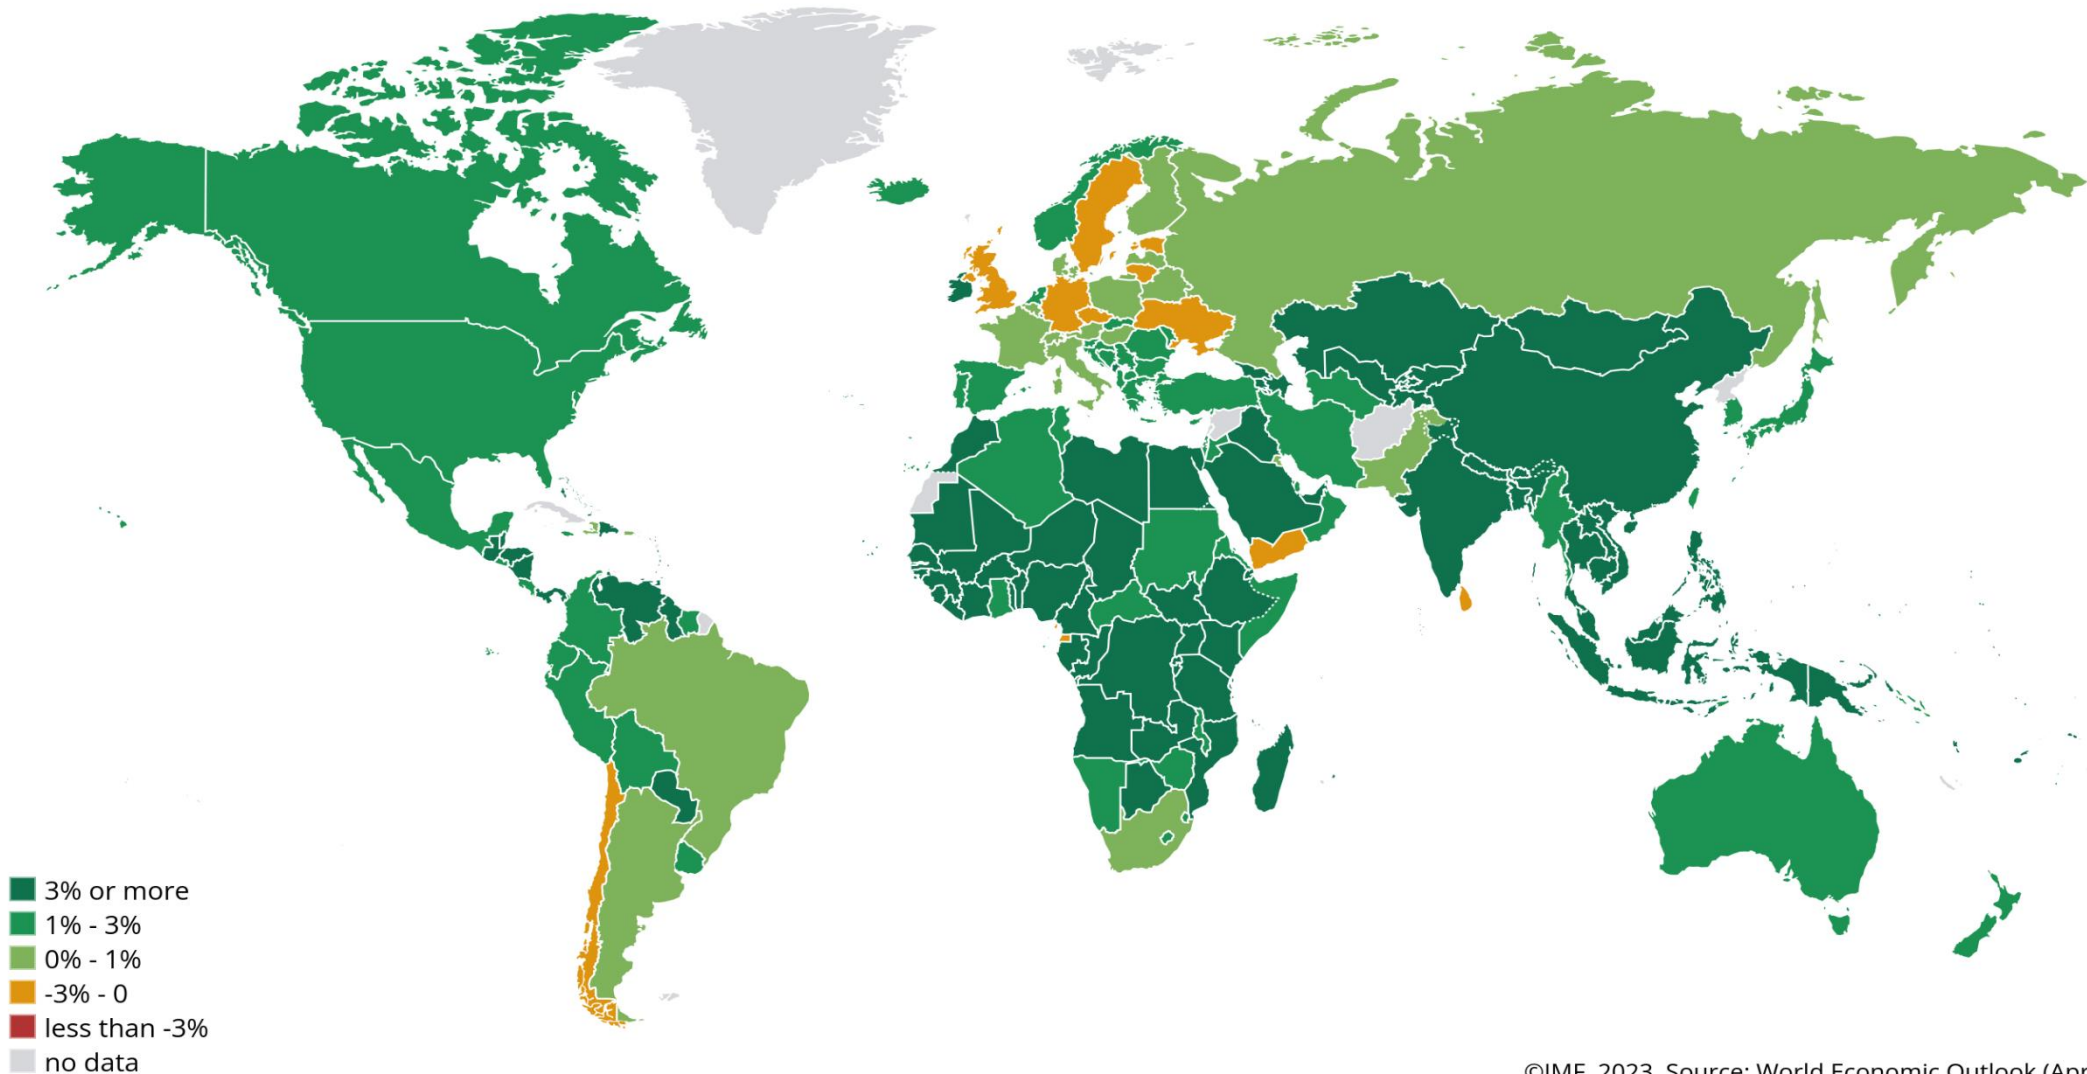 3% or more
1% - 3%
0% - 1%
-3% - 0
less than -3%
no data
©IMF, 2023, Source: World Economic Outlook (Apr